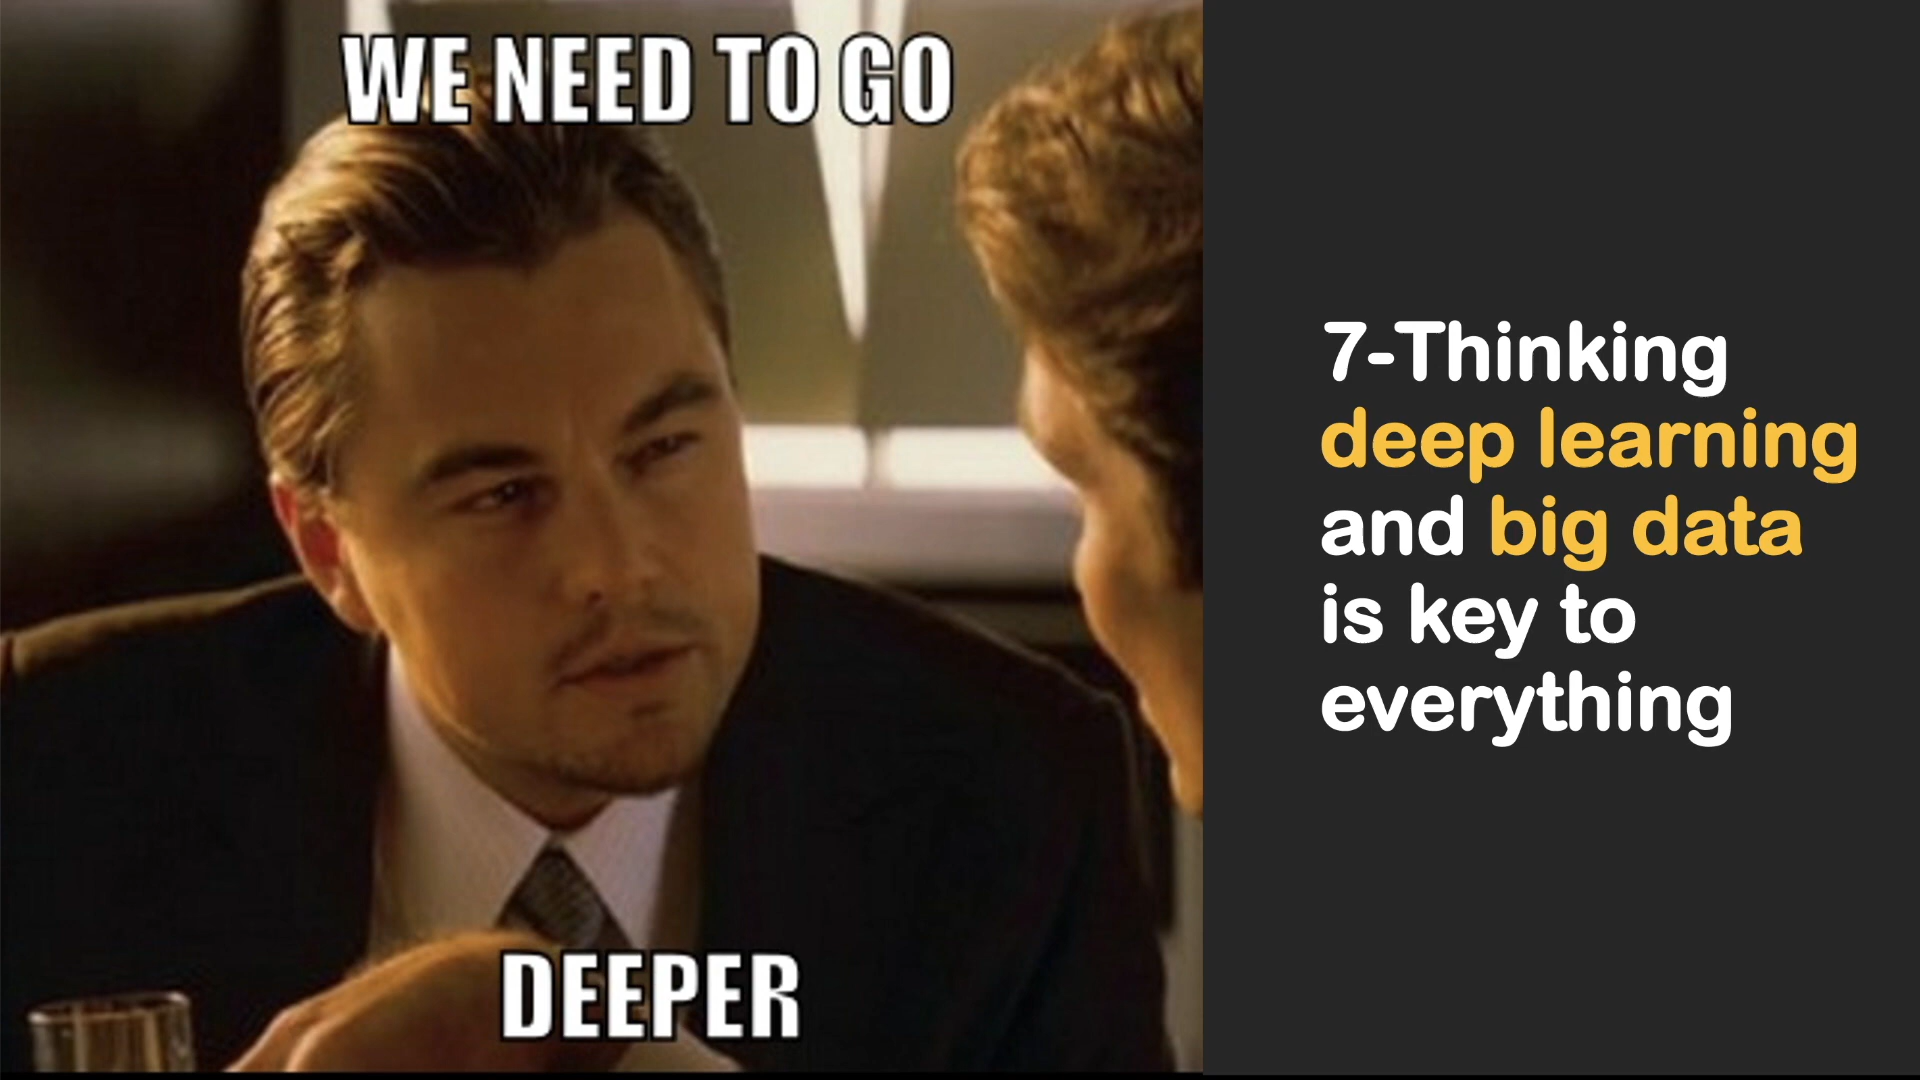 WE NEED TO GO
DEEPER
7-Thinking
deep learning
and big data
is key to
everything